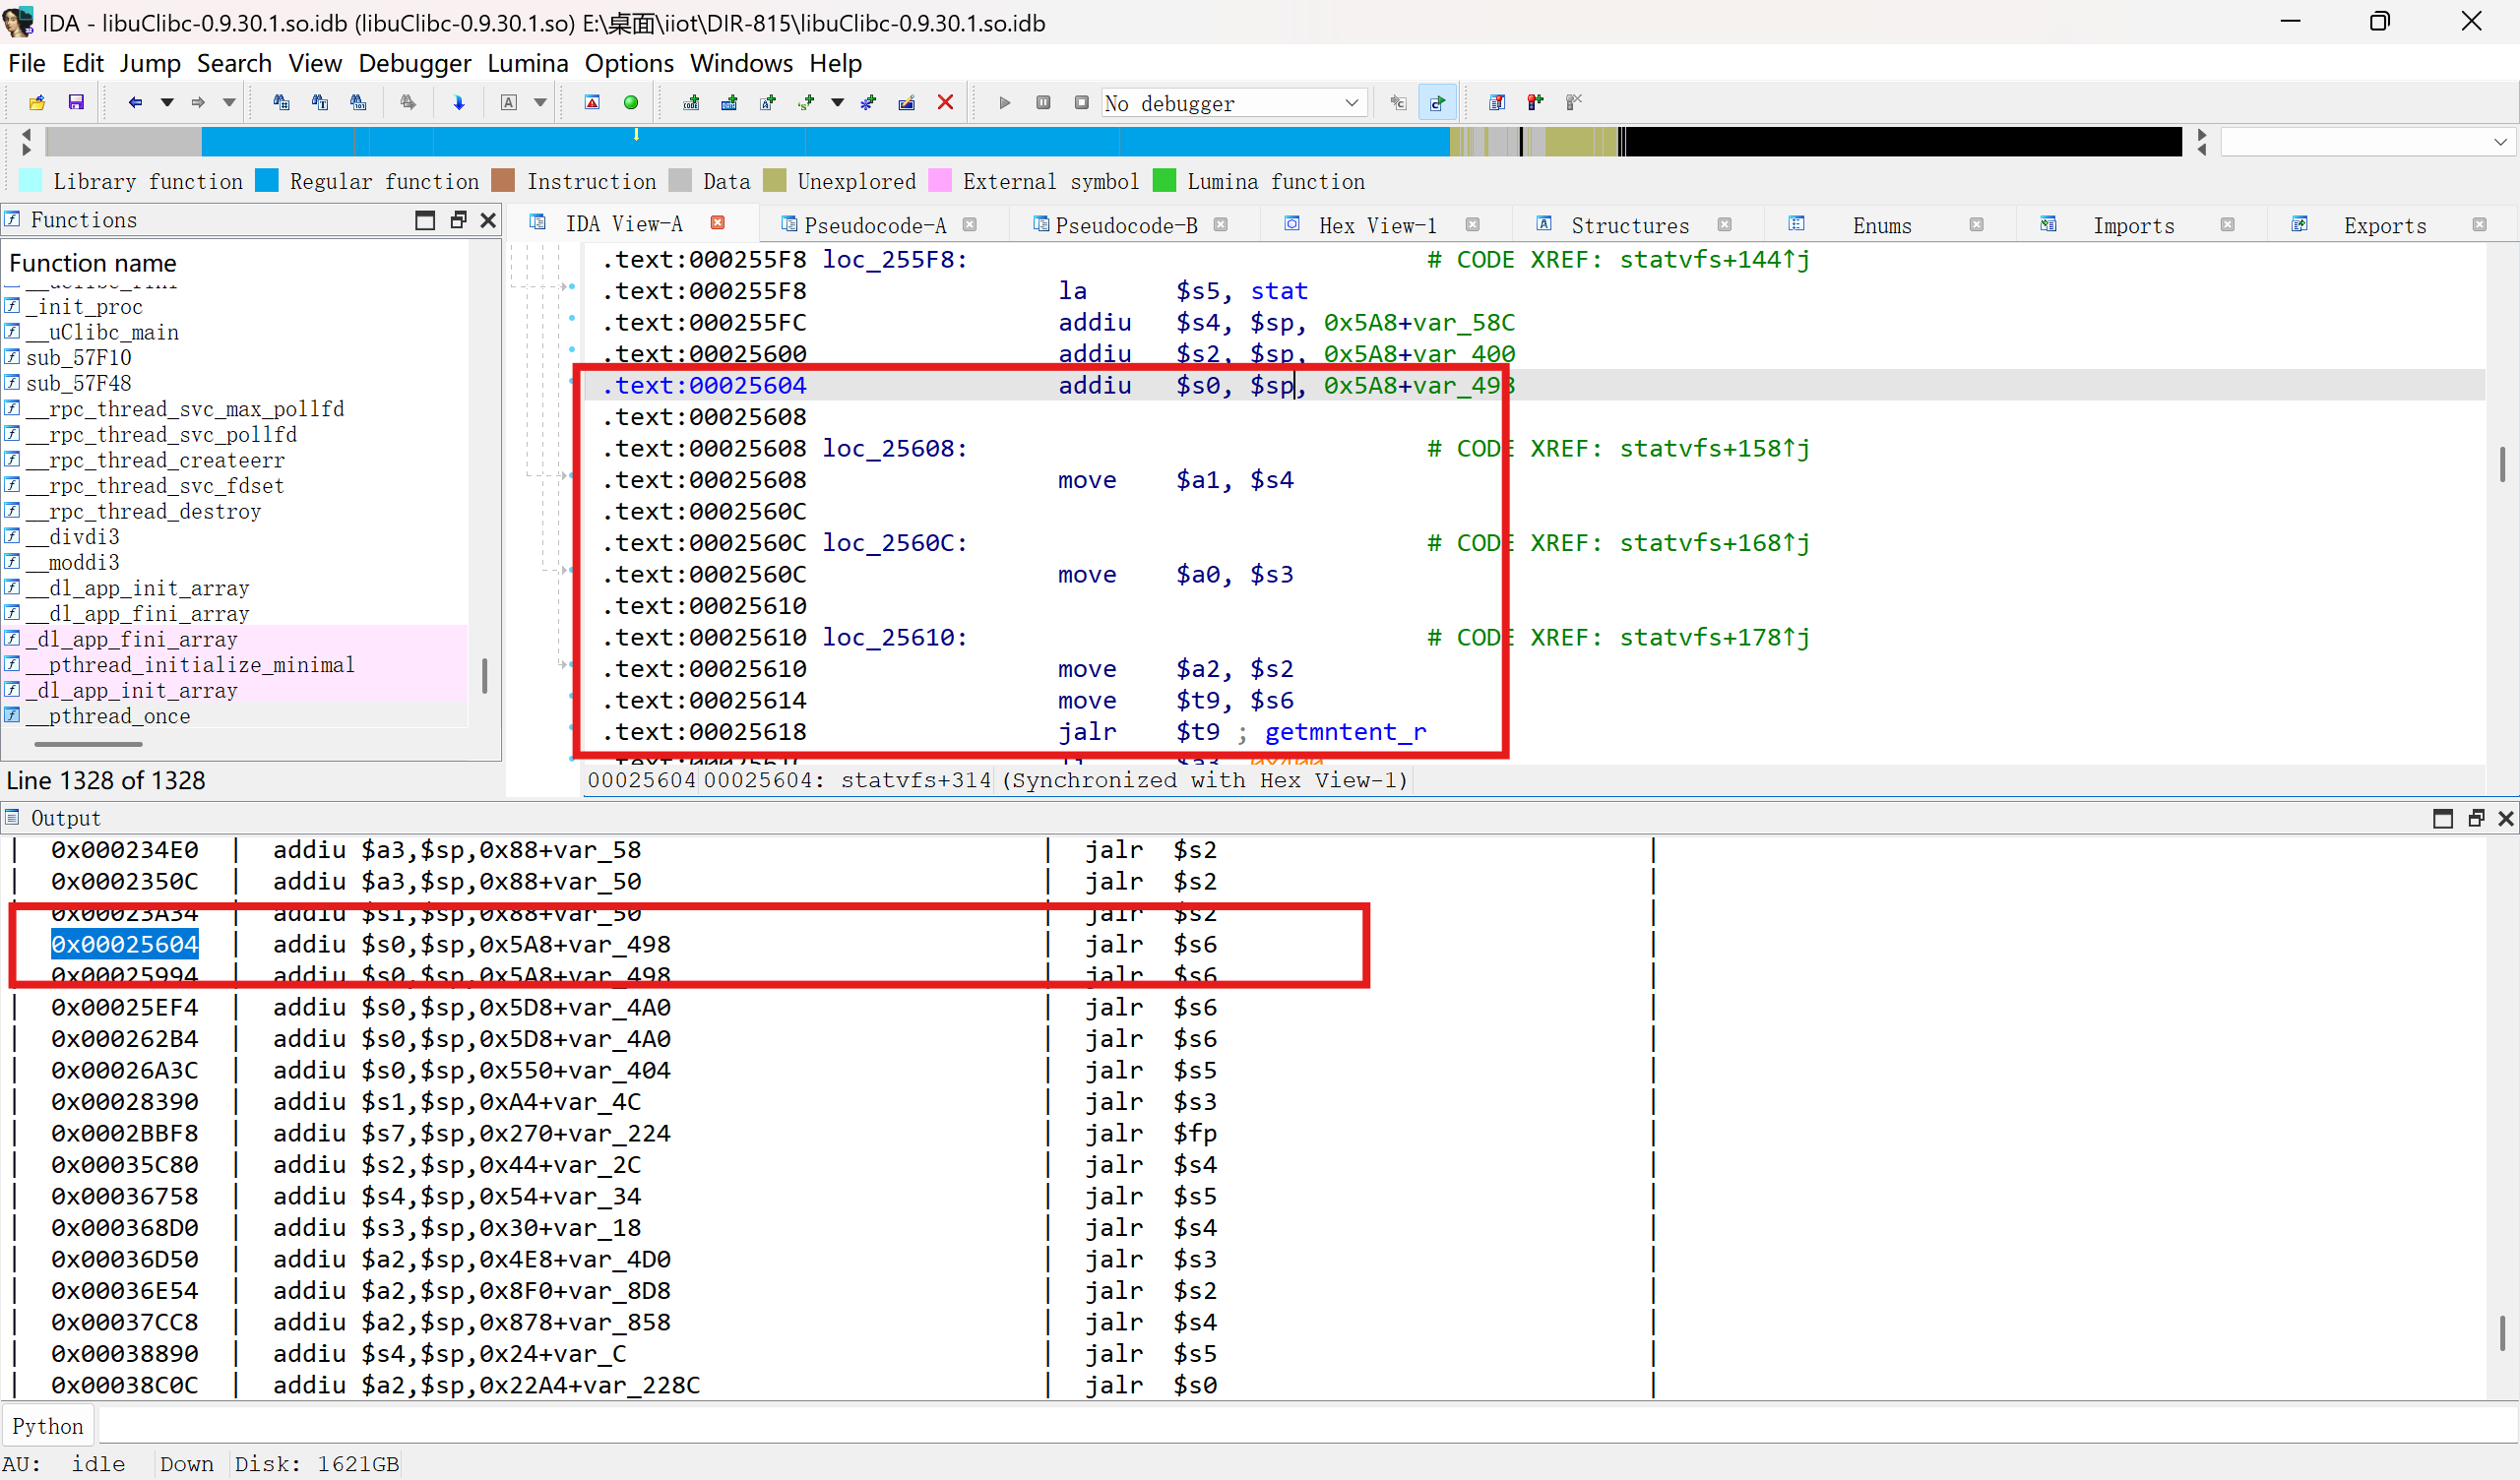 IDA - libuClibc-0.9.30.1.so.idb (libuClibc-0.9.30.1.so) E:\桌面\iiot\DIR-815\libuClibc-0.9.30.1.so.idb
File Edit Jump Search View Debugger Lumina Options Windows Help
No debugger
Library function Regular function Instruction Data Unexplored External symbol Lumina function
Functions
Function name
_init_proc
__uClibc_main
sub_57F10
sub_57F48
__rpc_thread_svc_max_pollfd
__rpc_thread_svc_pollfd
__rpc_thread_createerr
__rpc_thread_svc_fdset
__rpc_thread_destroy
__divdi3
__moddi3
__dl_app_init_array
__dl_app_fini_array
_dl_app_fini_array
__pthread_initialize_minimal
_dl_app_init_array
__pthread_once
Line 1328 of 1328
IDA View-A Pseudocode-A Pseudocode-B Hex View-1 Structures Enums Imports Exports
.text:000255F8 loc_255F8: # CODE XREF: statvfs+144↑j
.text:000255F8 la $s5, stat
.text:000255FC addiu $s4, $sp, 0x5A8+var_58C
.text:00025600 addiu $s2, $sp, 0x5A8+var_400
.text:00025604 addiu $s0, $sp, 0x5A8+var_498
.text:00025608
.text:00025608 loc_25608: # CODE XREF: statvfs+158↑j
.text:00025608 move $a1, $s4
.text:0002560C
.text:0002560C loc_2560C: # CODE XREF: statvfs+168↑j
.text:0002560C move $a0, $s3
.text:00025610
.text:00025610 loc_25610: # CODE XREF: statvfs+178↑j
.text:00025610 move $a2, $s2
.text:00025614 move $t9, $s6
.text:00025618 jalr $t9 ; getmntent_r
00025604 00025604: statvfs+314 (Synchronized with Hex View-1)
Output
| 0x000234E0 | addiu $a3,$sp,0x88+var_58 | jalr $s2 |
| 0x0002350C | addiu $a3,$sp,0x88+var_50 | jalr $s2 |
| 0x00023A34 | addiu $s1,$sp,0x88+var_50 | jalr $s2 |
| 0x00025604 | addiu $s0,$sp,0x5A8+var_498 | jalr $s6 |
| 0x00025994 | addiu $s0,$sp,0x5A8+var_498 | jalr $s6 |
| 0x00025EF4 | addiu $s0,$sp,0x5D8+var_4A0 | jalr $s6 |
| 0x000262B4 | addiu $s0,$sp,0x5D8+var_4A0 | jalr $s6 |
| 0x00026A3C | addiu $s0,$sp,0x550+var_404 | jalr $s5 |
| 0x00028390 | addiu $s1,$sp,0xA4+var_4C | jalr $s3 |
| 0x0002BBF8 | addiu $s7,$sp,0x270+var_224 | jalr $fp |
| 0x00035C80 | addiu $s2,$sp,0x44+var_2C | jalr $s4 |
| 0x00036758 | addiu $s4,$sp,0x54+var_34 | jalr $s5 |
| 0x000368D0 | addiu $s3,$sp,0x30+var_18 | jalr $s4 |
| 0x00036D50 | addiu $a2,$sp,0x4E8+var_4D0 | jalr $s3 |
| 0x00036E54 | addiu $a2,$sp,0x8F0+var_8D8 | jalr $s2 |
| 0x00037CC8 | addiu $a2,$sp,0x878+var_858 | jalr $s4 |
| 0x00038890 | addiu $s4,$sp,0x24+var_C | jalr $s5 |
| 0x00038C0C | addiu $a2,$sp,0x22A4+var_228C | jalr $s0 |
Python
AU: idle Down Disk: 1621GB